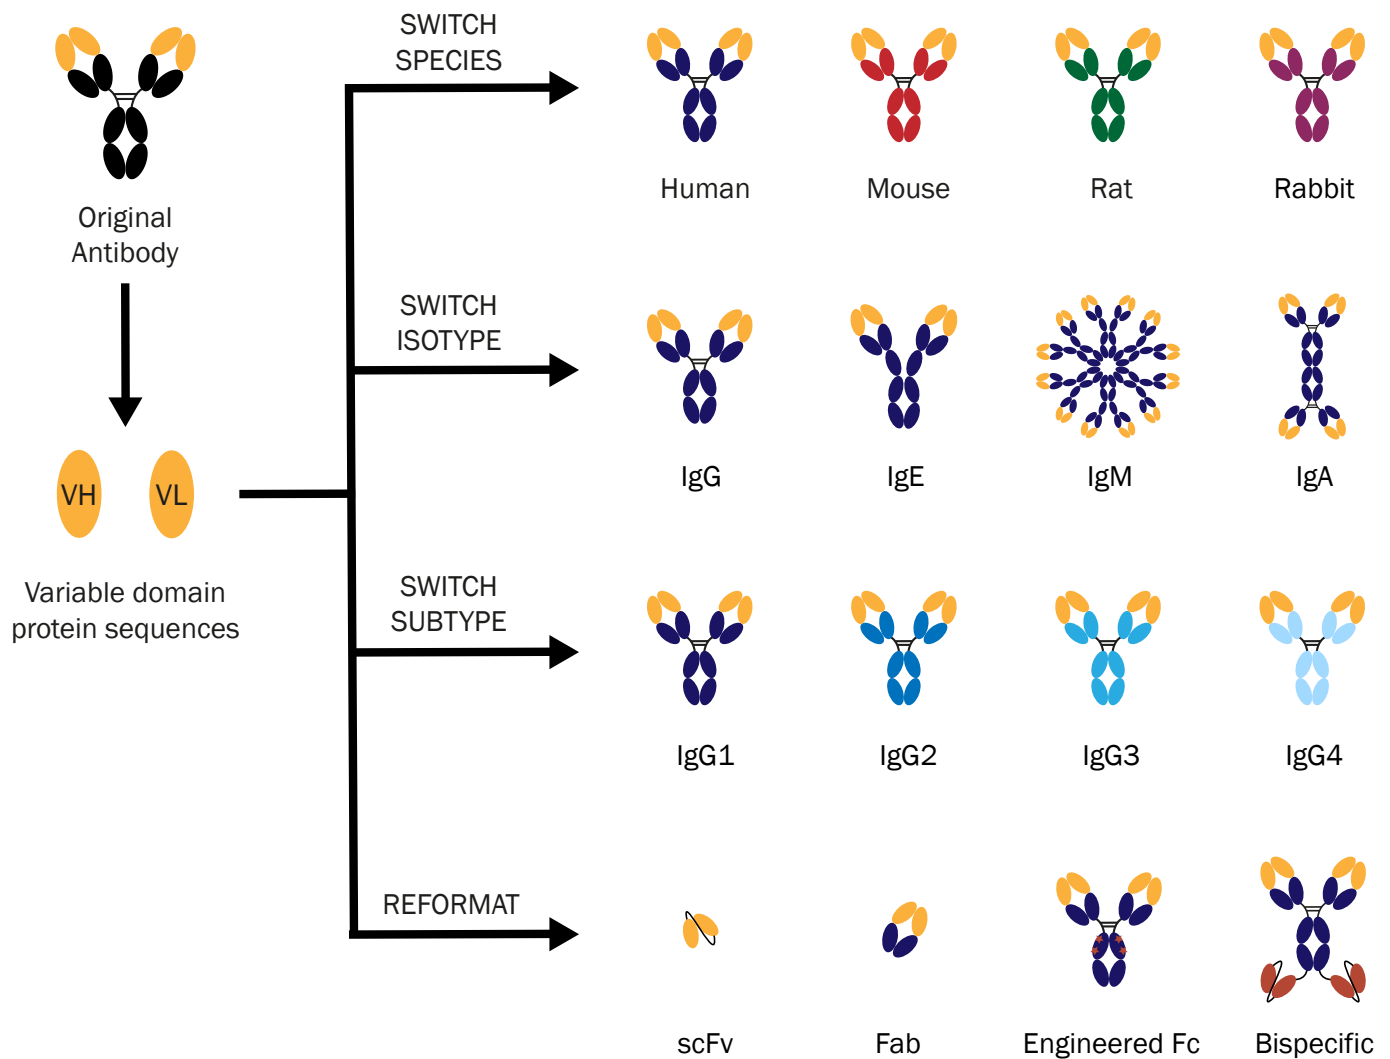 Original
Antibody
VH
VL
Variable domain
protein sequences
SWITCH
SPECIES
Human
Mouse
Rat
Rabbit
SWITCH
ISOTYPE
IgG
IgE
IgM
IgA
SWITCH
SUBTYPE
IgG1
IgG2
IgG3
IgG4
REFORMAT
scFv
Fab
Engineered Fc
Bispecific